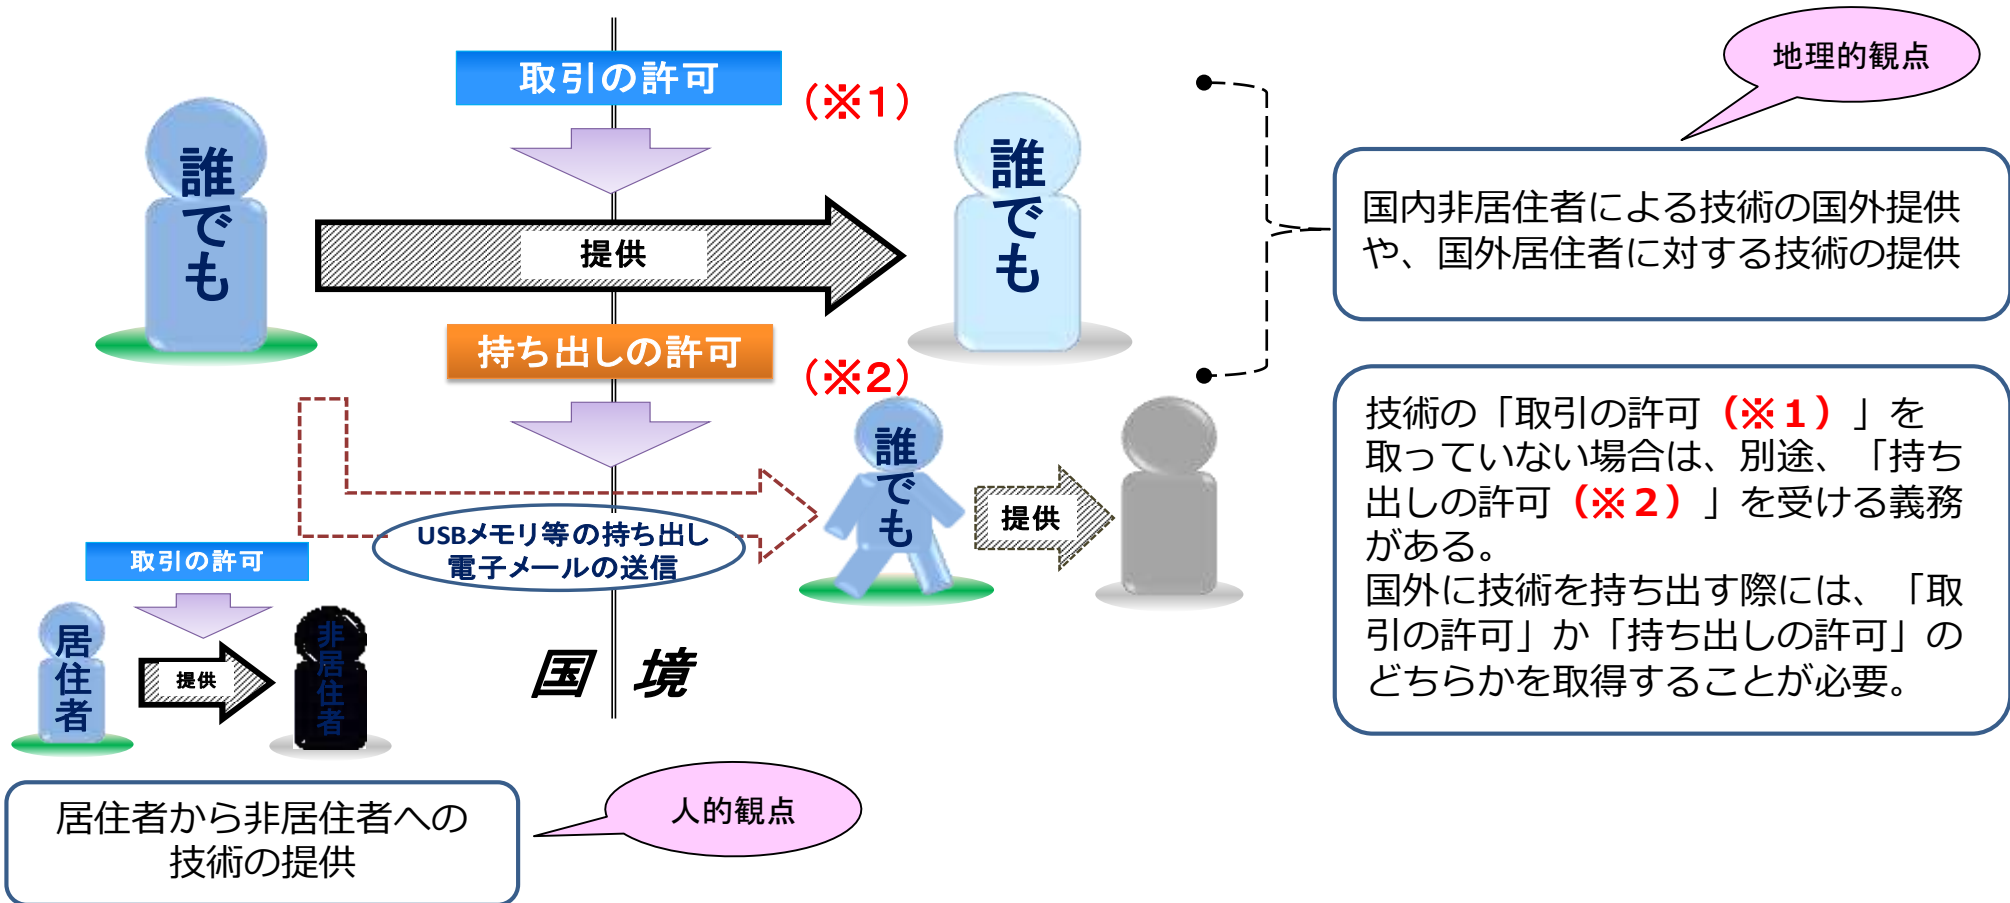 取引の許可
（※1）
誰でも
提供
誰でも
地理的観点
国内非居住者による技術の国外提供
や、国外居住者に対する技術の提供
持ち出しの許可
（※2）
USBメモリ等の持ち出し
電子メールの送信
誰でも
提供
技術の「取引の許可（※１）」を
取っていない場合は、別途、「持ち
出しの許可（※２）」を受ける義務
がある。
国外に技術を持ち出す際には、「取
引の許可」か「持ち出しの許可」の
どちらかを取得することが必要。
取引の許可
居住者
提供
非居住者
国境
居住者から非居住者への
技術の提供
人的観点